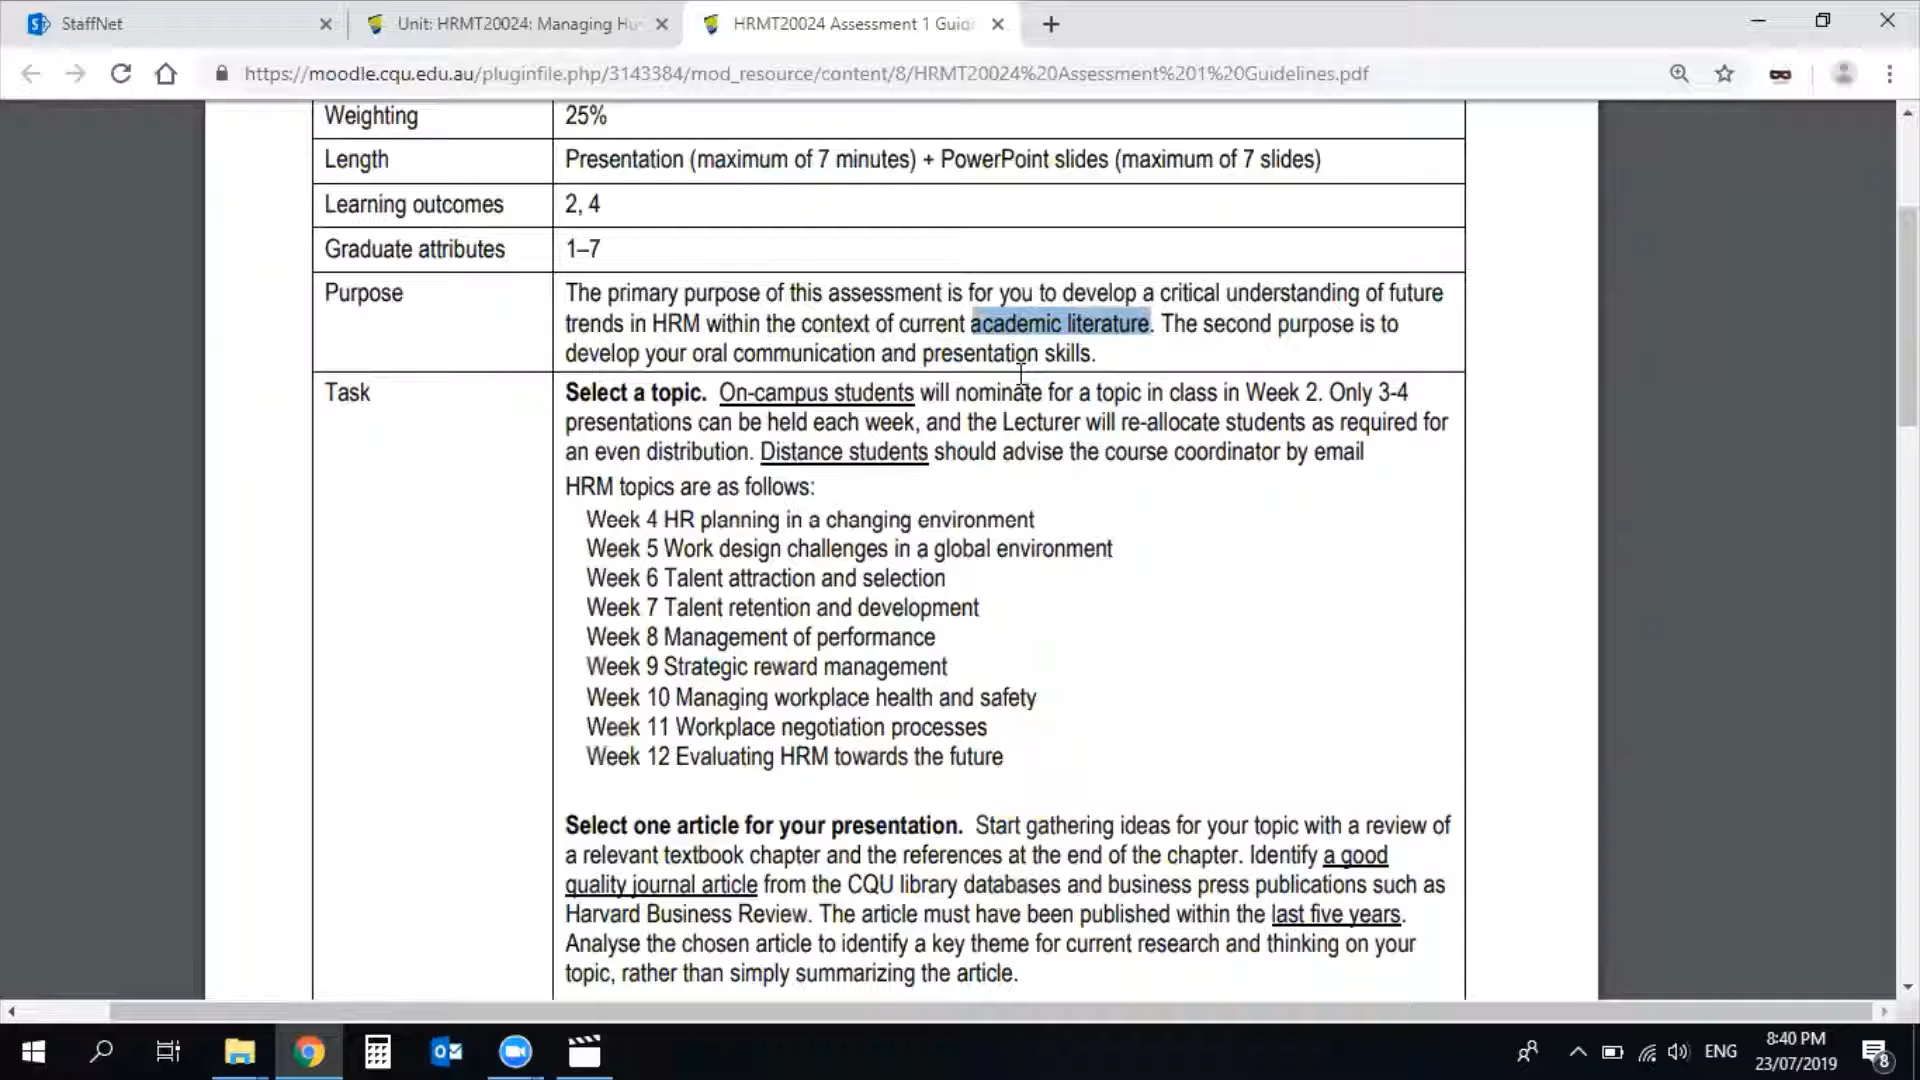 StaffNet
Unit: HRMT20024: Managing Hu
HRMT20024 Assessment 1 Guid
https://moodle.cqu.edu.au/pluginfile.php/3143384/mod_resource/content/8/HRMT20024%20Assessment%201%20Guidelines.pdf
Weighting
25%
Length
Presentation (maximum of 7 minutes) + PowerPoint slides (maximum of 7 slides)
Learning outcomes
2, 4
Graduate attributes
1–7
Purpose
The primary purpose of this assessment is for you to develop a critical understanding of future
trends in HRM within the context of current academic literature. The second purpose is to
develop your oral communication and presentation skills.
Task
Select a topic. On-campus students will nominate for a topic in class in Week 2. Only 3-4
presentations can be held each week, and the Lecturer will re-allocate students as required for
an even distribution. Distance students should advise the course coordinator by email
HRM topics are as follows:
Week 4 HR planning in a changing environment
Week 5 Work design challenges in a global environment
Week 6 Talent attraction and selection
Week 7 Talent retention and development
Week 8 Management of performance
Week 9 Strategic reward management
Week 10 Managing workplace health and safety
Week 11 Workplace negotiation processes
Week 12 Evaluating HRM towards the future
Select one article for your presentation. Start gathering ideas for your topic with a review of
a relevant textbook chapter and the references at the end of the chapter. Identify a good
quality journal article from the CQU library databases and business press publications such as
Harvard Business Review. The article must have been published within the last five years.
Analyse the chosen article to identify a key theme for current research and thinking on your
topic, rather than simply summarizing the article.
ENG
8:40 PM
23/07/2019
8